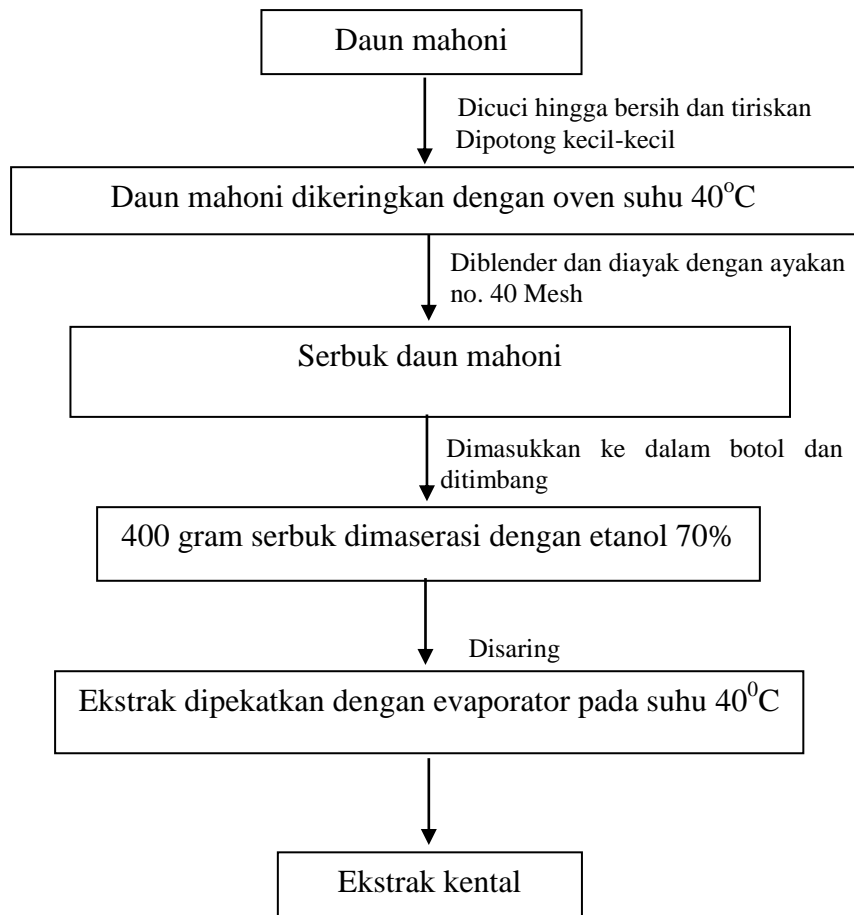 Daun mahoni
Dicuci hingga bersih dan tiriskan
Dipotong kecil-kecil
Daun mahoni dikeringkan dengan oven suhu 40°C
Diblender dan diayak dengan ayakan
no. 40 Mesh
Serbuk daun mahoni
Dimasukkan ke dalam botol dan
ditimbang
400 gram serbuk dimaserasi dengan etanol 70%
Disaring
Ekstrak dipekatkan dengan evaporator pada suhu 40⁰C
Ekstrak kental